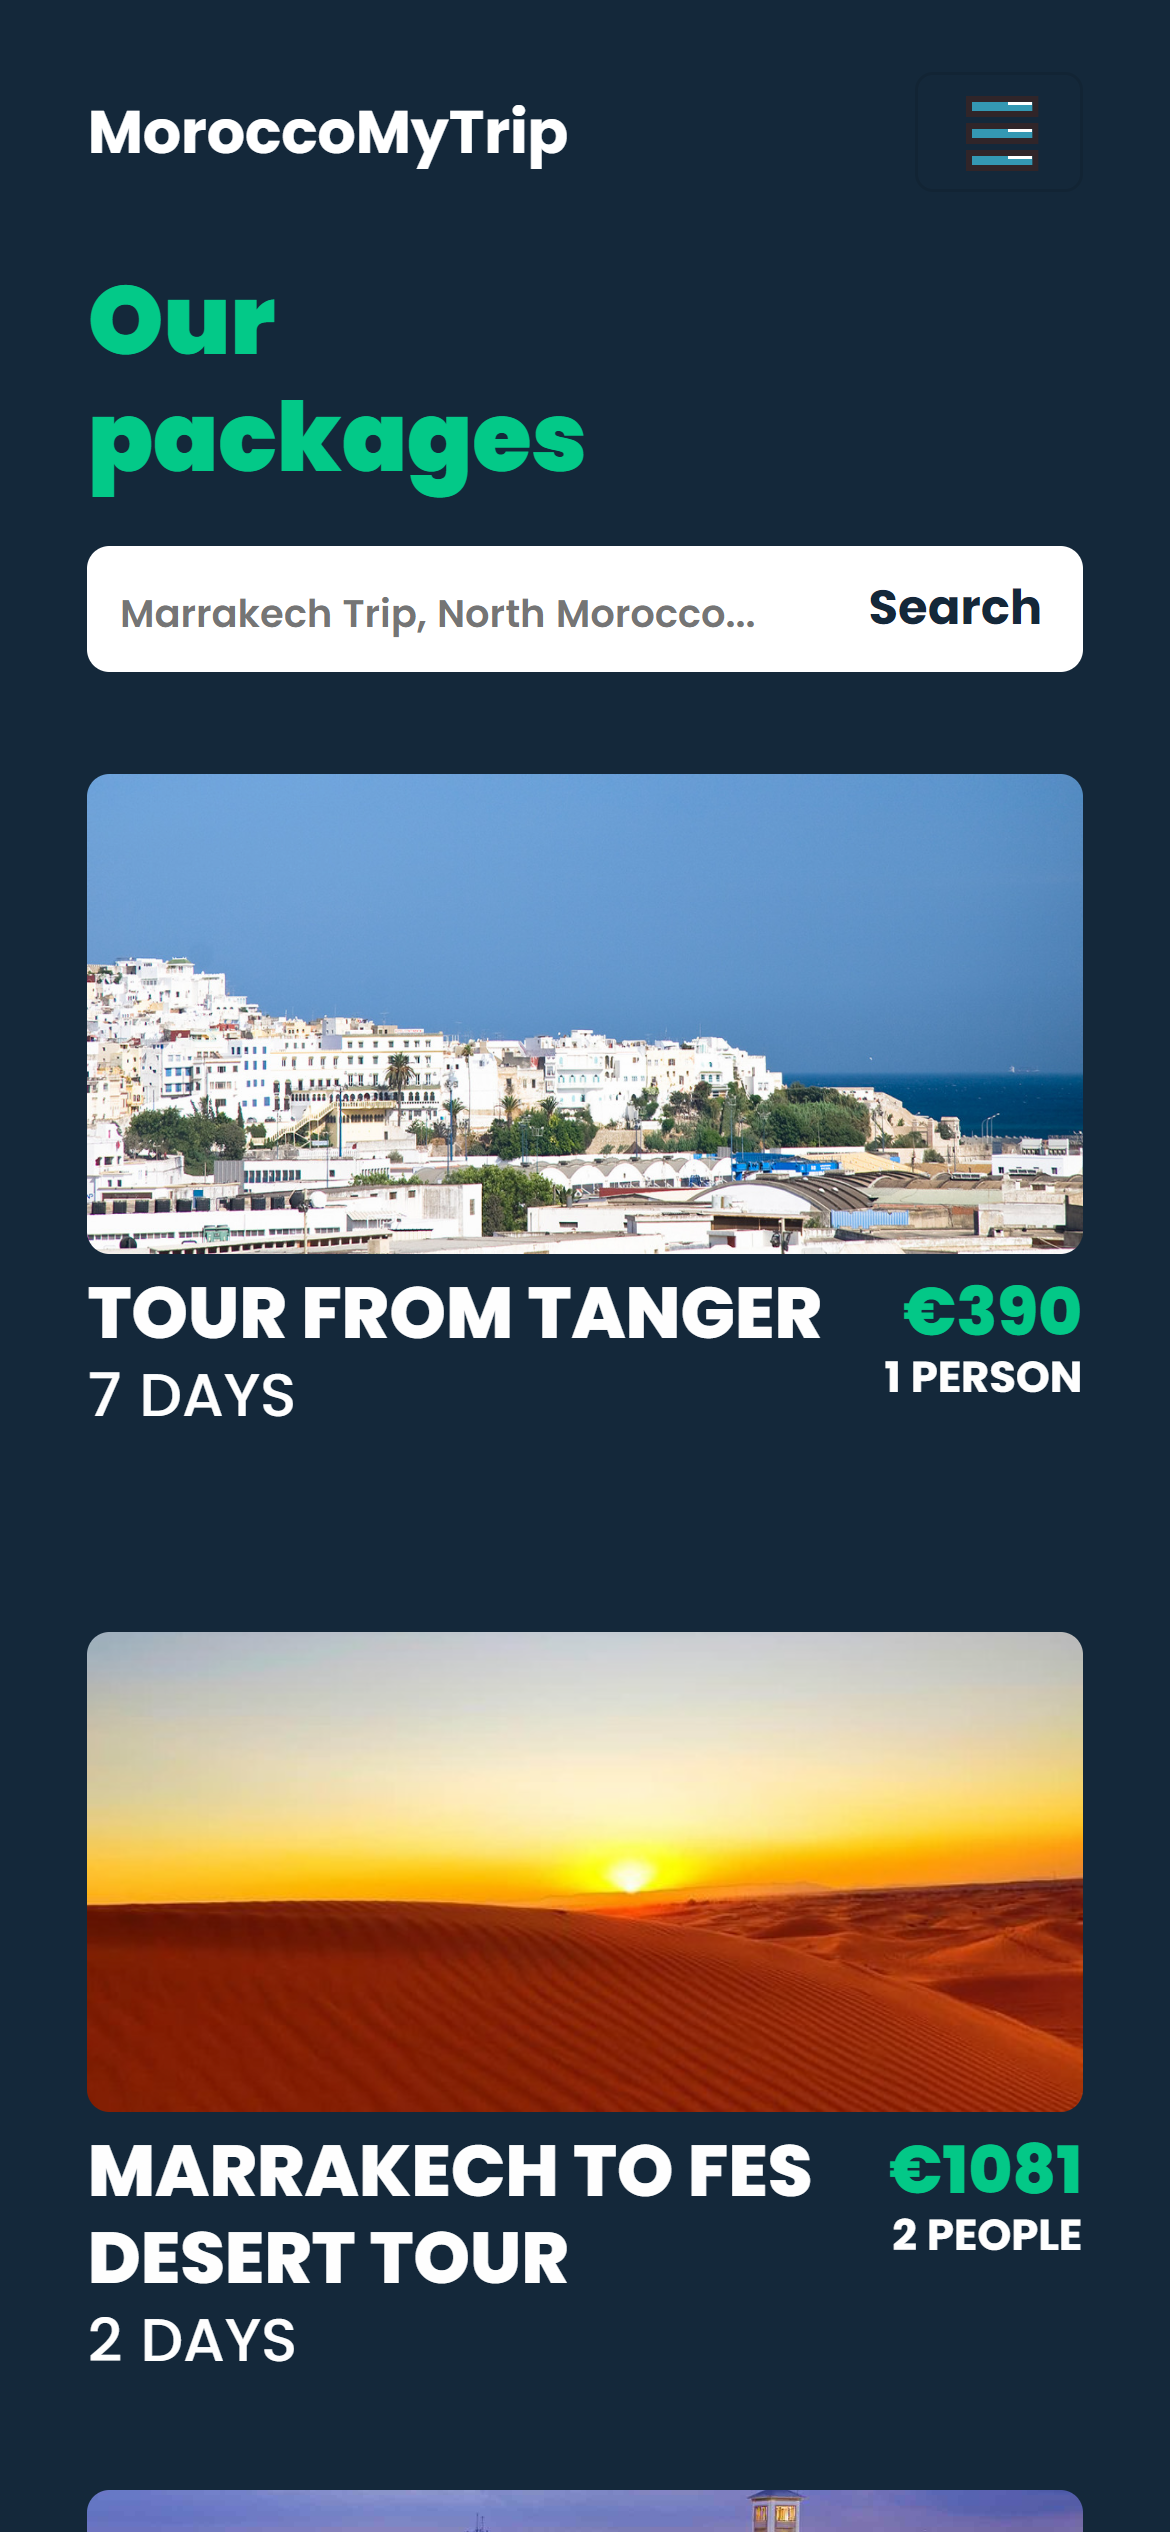 MoroccoMyTrip
Our
packages
Marrakech Trip, North Morocco...
Search
TOUR FROM TANGER
€390
7 DAYS
1 PERSON
MARRAKECH TO FES
DESERT TOUR
€1081
2 PEOPLE
2 DAYS